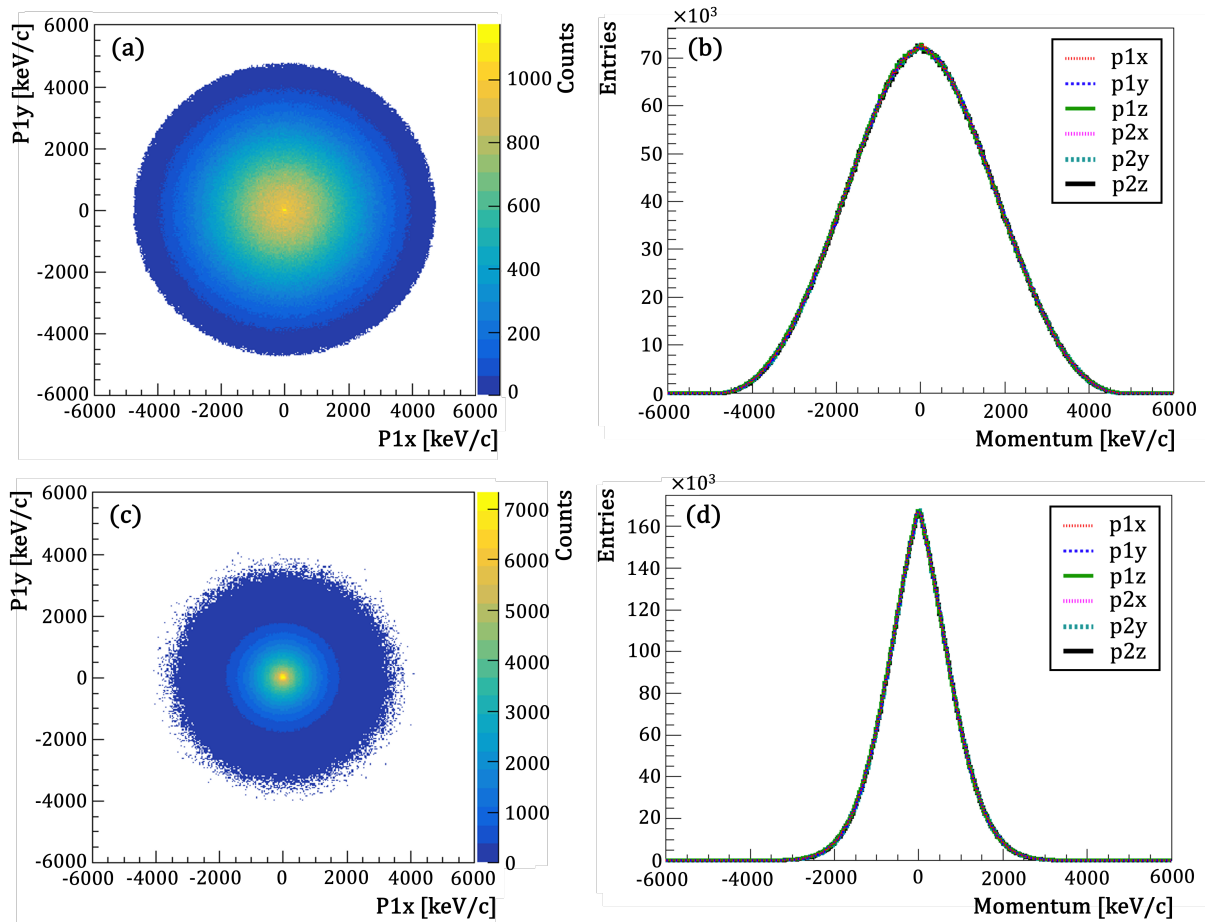 (a)
P1y [keV/c]
6000
4000
2000
0
-2000
-4000
-6000
-6000 -4000 -2000 0 2000 4000 6000
P1x [keV/c]
Counts
1000
800
600
400
200
0
(b)
×10³
Entries
70
60
50
40
30
20
10
0
-6000 -4000 -2000 0 2000 4000 6000
Momentum [keV/c]
p1x
p1y
p1z
p2x
p2y
p2z
(c)
P1y [keV/c]
6000
4000
2000
0
-2000
-4000
-6000
-6000 -4000 -2000 0 2000 4000 6000
P1x [keV/c]
Counts
7000
6000
5000
4000
3000
2000
1000
0
(d)
×10³
Entries
160
140
120
100
80
60
40
20
0
-6000 -4000 -2000 0 2000 4000 6000
Momentum [keV/c]
p1x
p1y
p1z
p2x
p2y
p2z